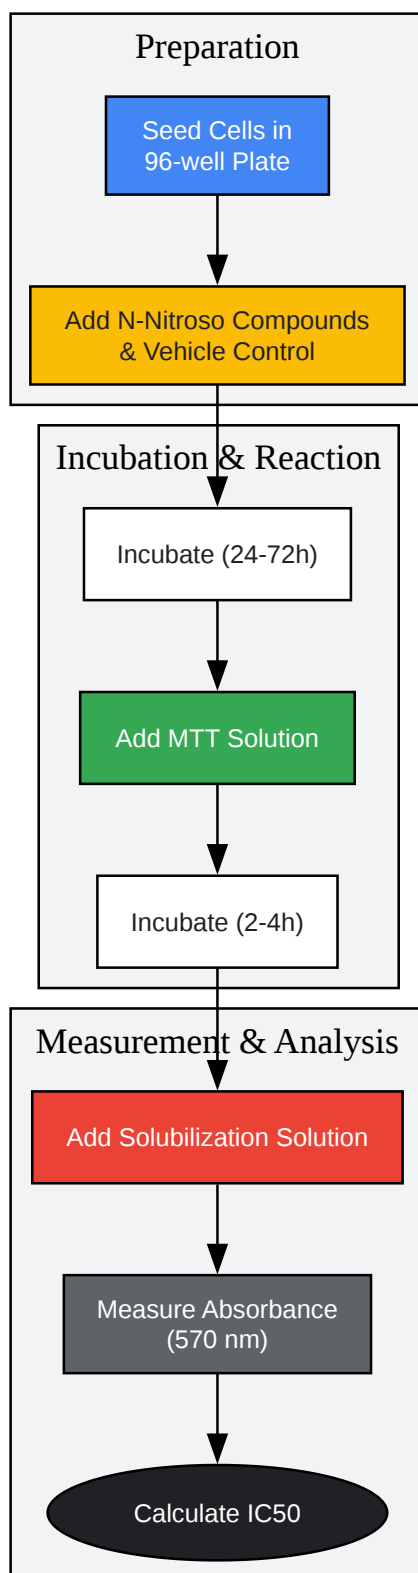 Preparation
Seed Cells in
96-well Plate
Add N-Nitroso Compounds
& Vehicle Control
Incubation & Reaction
Incubate (24-72h)
Add MTT Solution
Incubate (2-4h)
Measurement & Analysis
Add Solubilization Solution
Measure Absorbance
(570 nm)
Calculate IC50